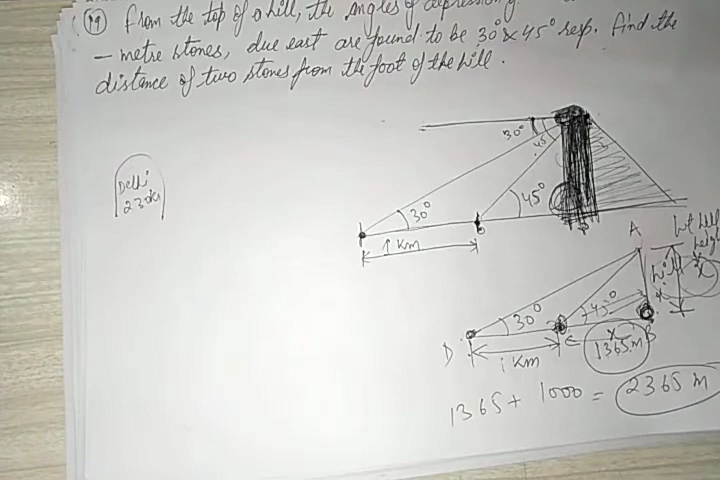 (14) From the top of a hill, the angles of depression of
- metre stones, due east are found to be 30° & 45° resp. find the
distance of two stones from the foot of the hill.
30°
45
Delhi
30°
45°
1 Km
A
hill
x
D
30°
45°
C
x
B
1365 m
1 Km
1365 + 1000 = 2365 m